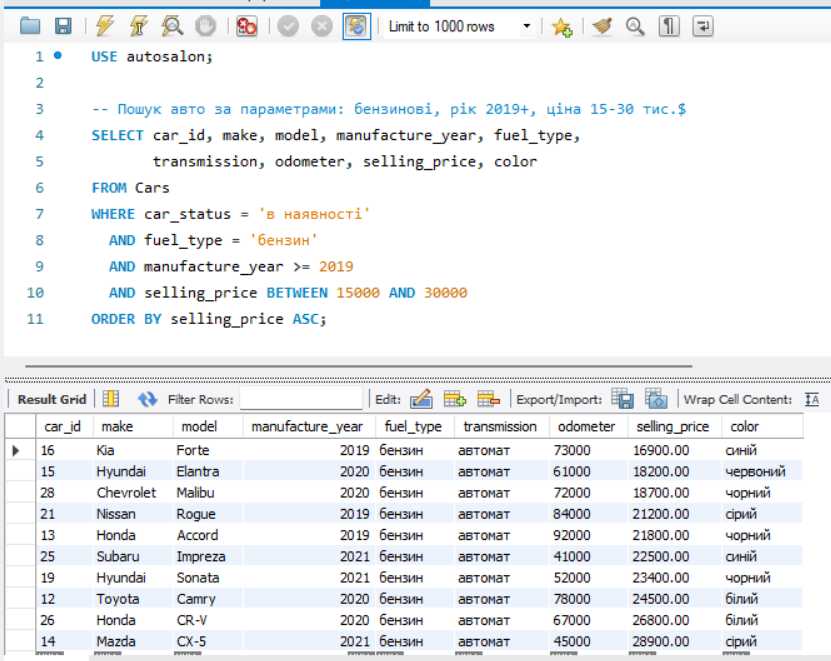 Limit to 1000 rows
1 USE autosalon;
2
3 -- Пошук авто за параметрами: бензинові, рік 2019+, ціна 15-30 тис.$
4 SELECT car_id, make, model, manufacture_year, fuel_type,
5 transmission, odometer, selling_price, color
6 FROM Cars
7 WHERE car_status = 'в наявності'
8 AND fuel_type = 'бензин'
9 AND manufacture_year >= 2019
10 AND selling_price BETWEEN 15000 AND 30000
11 ORDER BY selling_price ASC;
Result Grid Filter Rows: Edit: Export/Import: Wrap Cell Content:
car_id make model manufacture_year fuel_type transmission odometer selling_price color
16 Kia Forte 2019 бензин автомат 73000 16900.00 синій
15 Hyundai Elantra 2020 бензин автомат 61000 18200.00 червоний
28 Chevrolet Malibu 2020 бензин автомат 72000 18700.00 чорний
21 Nissan Rogue 2019 бензин автомат 84000 21200.00 сірий
13 Honda Accord 2019 бензин автомат 92000 21800.00 чорний
25 Subaru Impreza 2021 бензин автомат 41000 22500.00 синій
19 Hyundai Sonata 2021 бензин автомат 52000 23400.00 чорний
12 Toyota Camry 2020 бензин автомат 78000 24500.00 білий
26 Honda CR-V 2020 бензин автомат 67000 26800.00 білий
14 Mazda CX-5 2021 бензин автомат 45000 28900.00 сірий